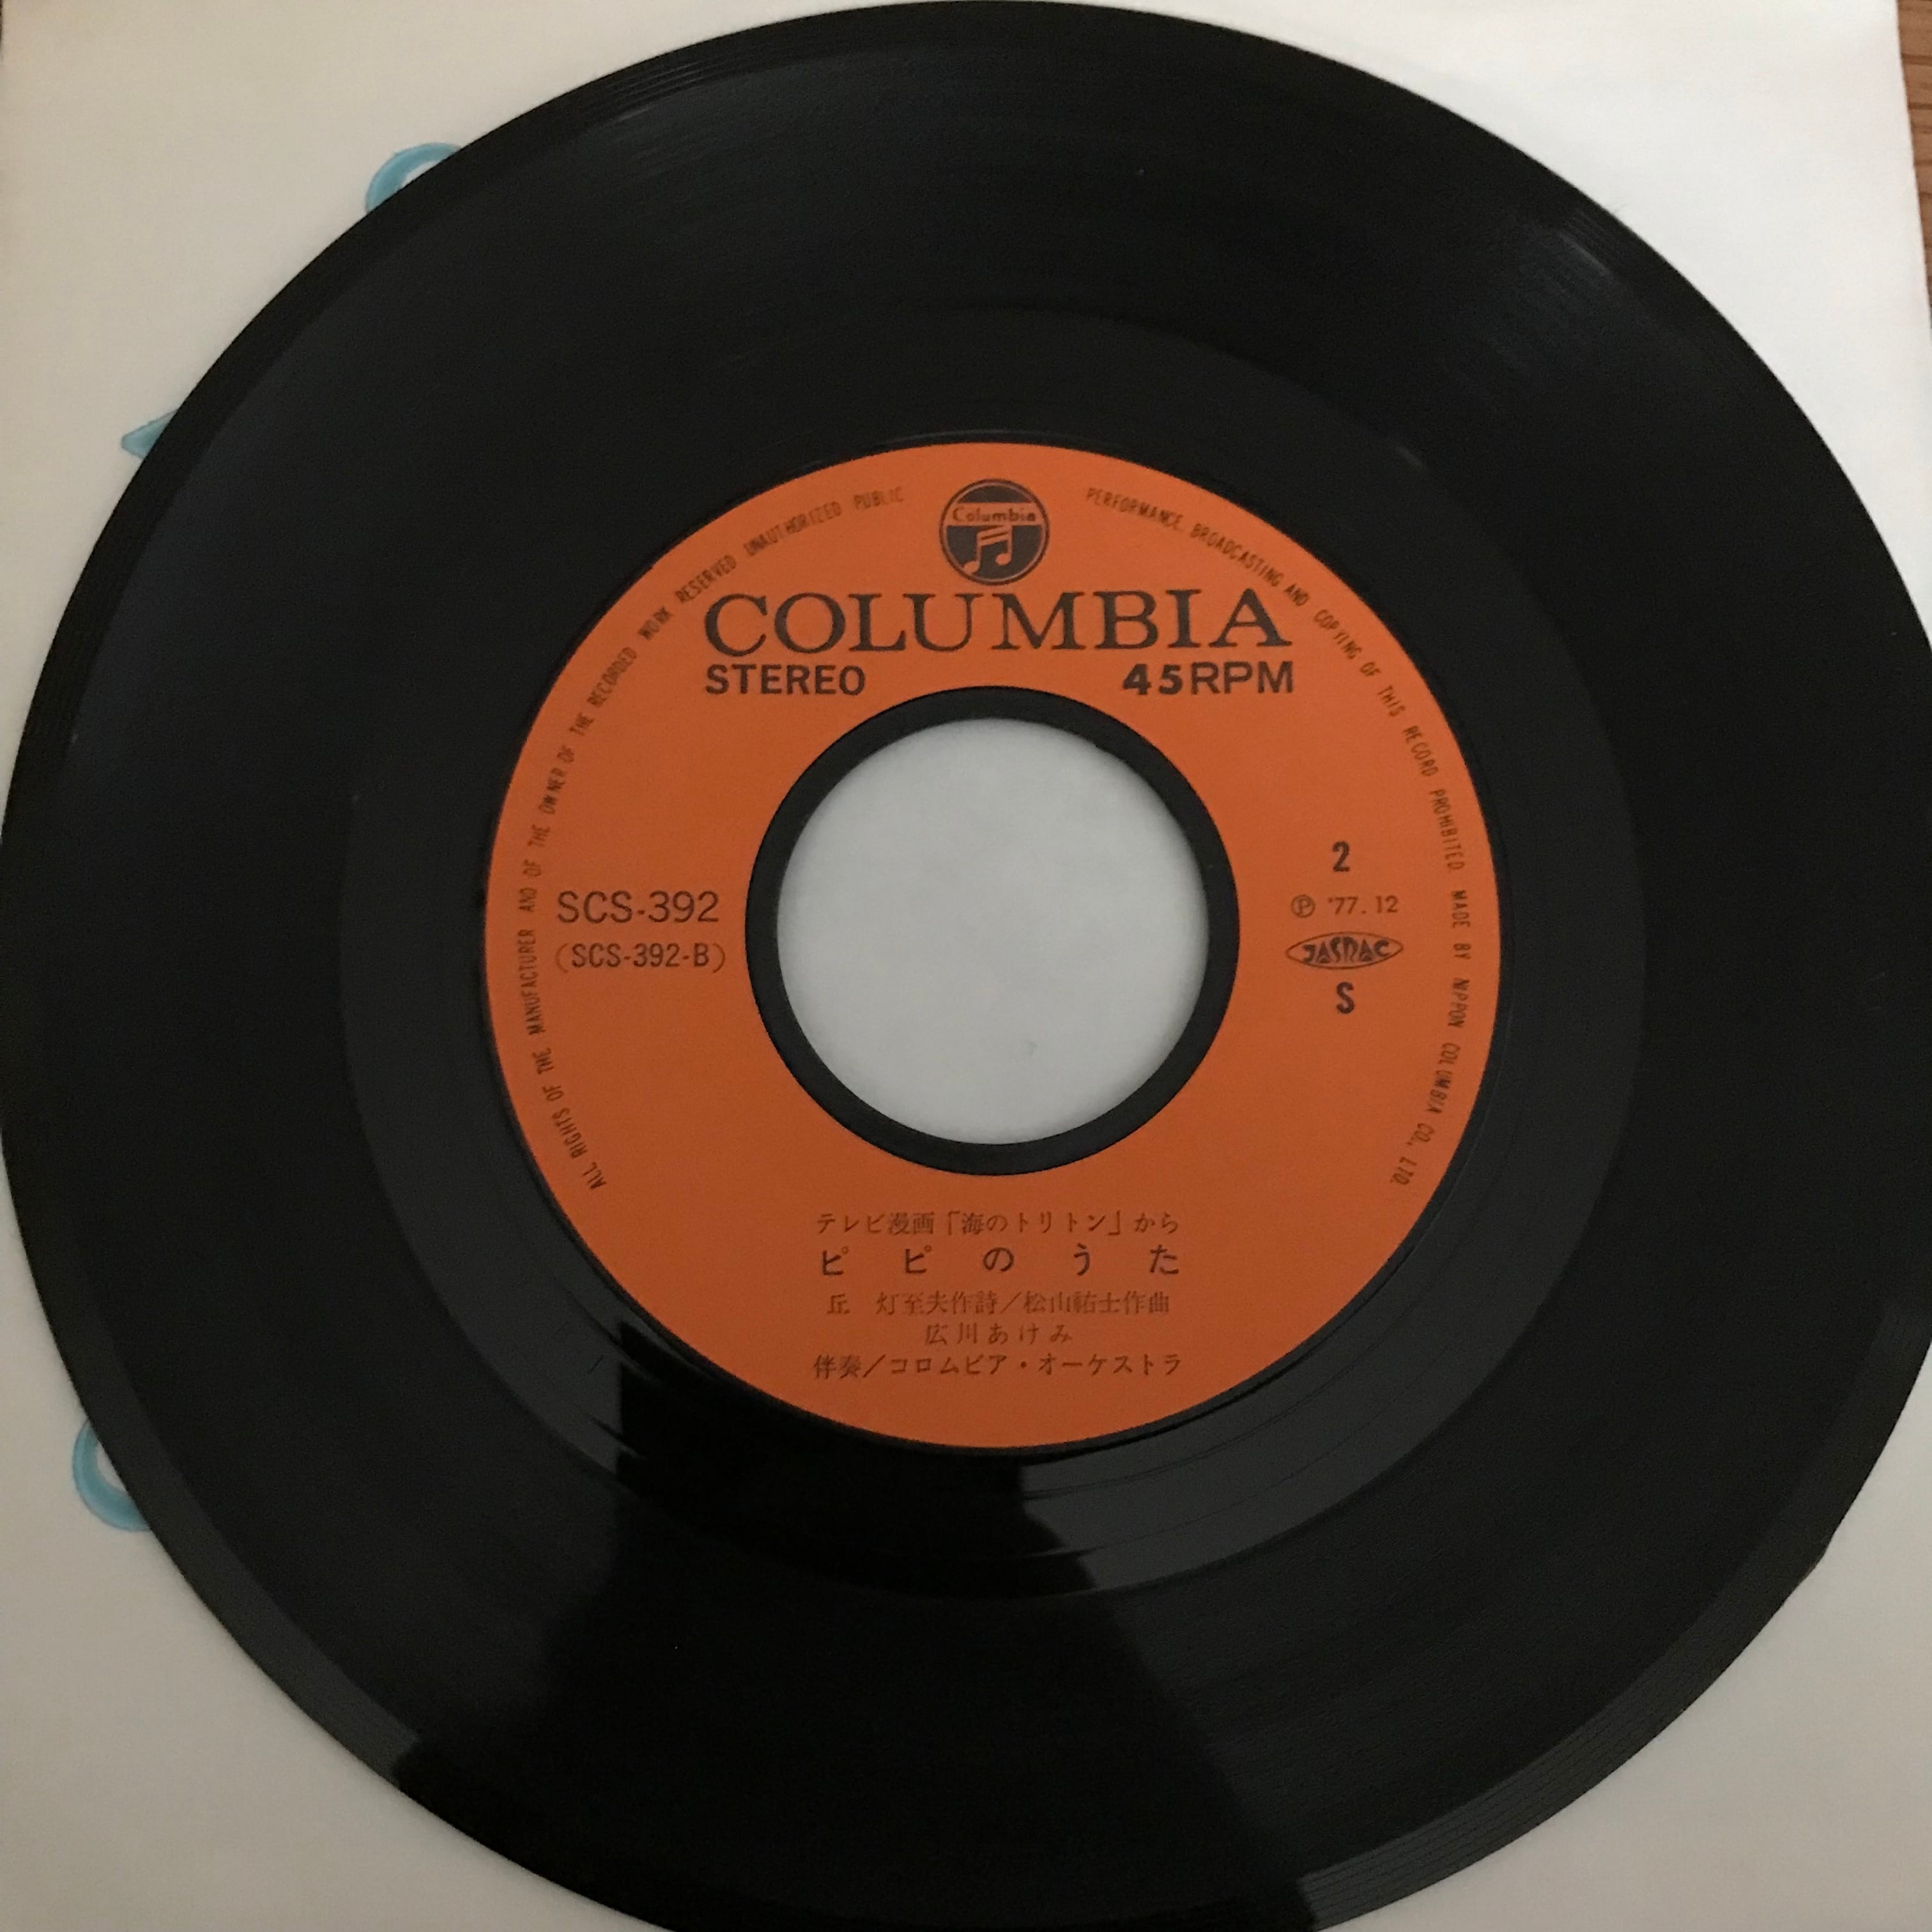 Columbia
COLUMBIA
STEREO 45RPM
ALL RIGHTS OF THE MANUFACTURER AND OF THE OWNER OF THE RECORDED WORK RESERVED UNAUTHORIZED PUBLIC PERFORMANCE. BROADCASTING AND COPYING OF THIS RECORD PROHIBITED. MADE BY NIPPON COLUMBIA CO., LTD.
SCS-392
(SCS-392-B)
2
Ⓟ '77.12
JASRAC
S
テレビ漫画「海のトリトン」から
ピピのうた
丘 灯至夫作詩／松山祐士作曲
広川あけみ
伴奏／コロムビア・オーケストラ